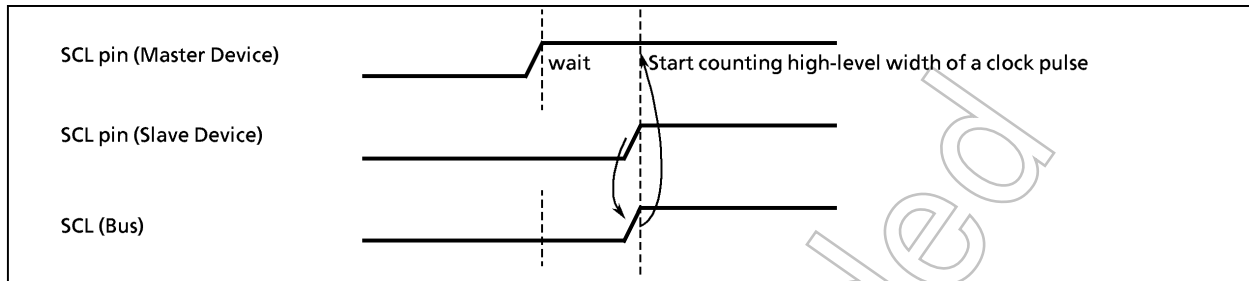 SCL pin (Master Device)
wait
Start counting high-level width of a clock pulse
SCL pin (Slave Device)
SCL (Bus)